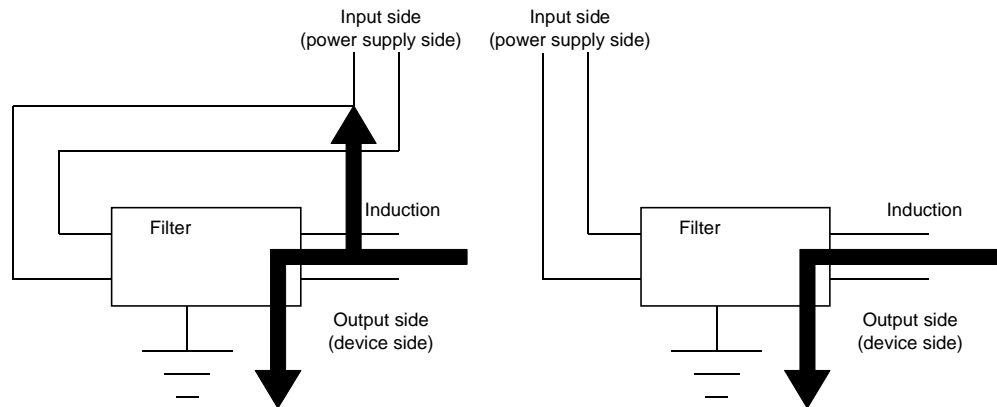 Input side
(power supply side)
Input side
(power supply side)
Filter
Induction
Filter
Induction
Output side
(device side)
Output side
(device side)